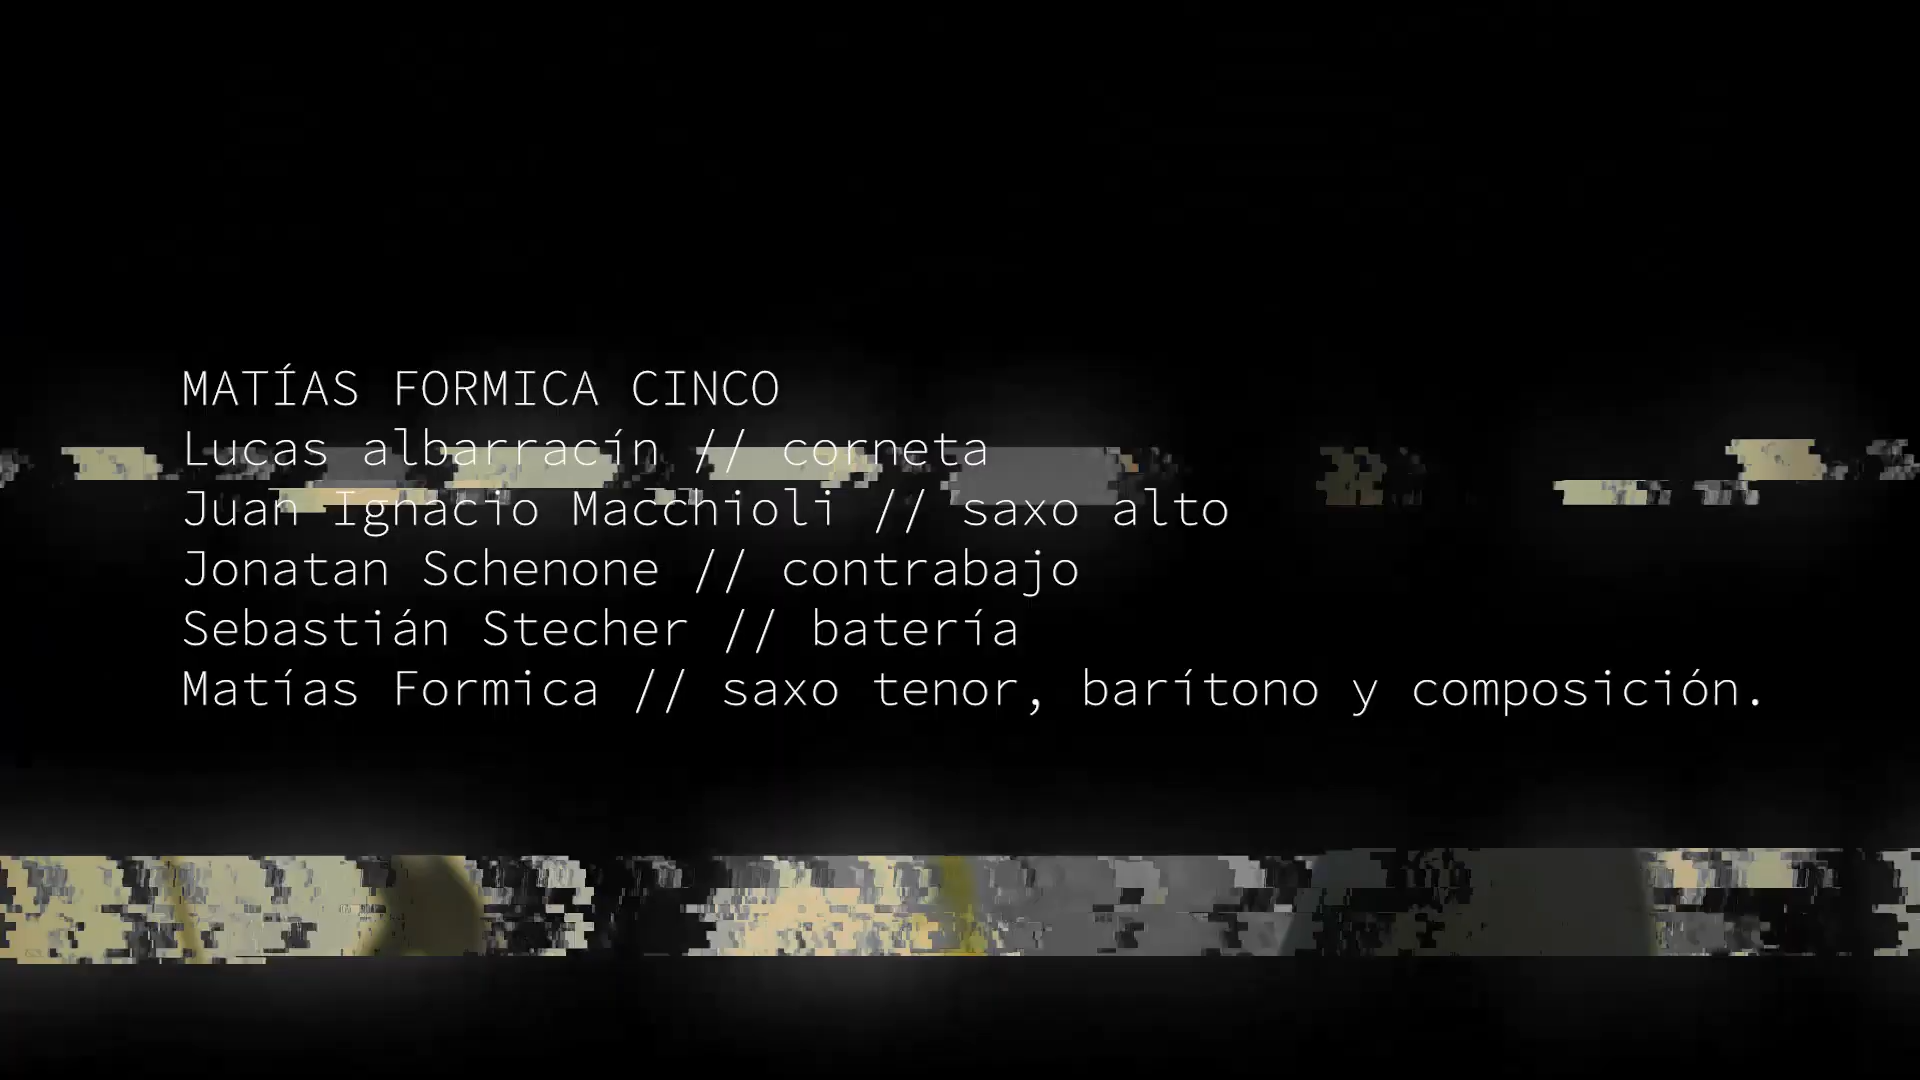 MATÍAS FORMICA CINCO
Lucas albarracín // corneta
Juan Ignacio Macchioli // saxo alto
Jonatan Schenone // contrabajo
Sebastián Stecher // batería
Matías Formica // saxo tenor, barítono y composición.